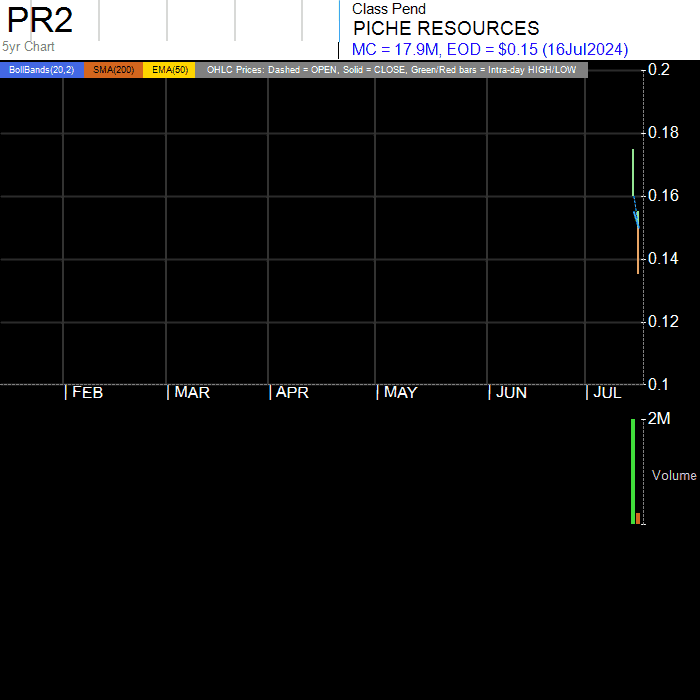 PR2
5yr Chart
Class Pend
PICHE RESOURCES
MC = 17.9M, EOD = $0.15 (16Jul2024)
BollBands(20,2) SMA(200) EMA(50) OHLC Prices: Dashed = OPEN, Solid = CLOSE, Green/Red bars = Intra-day HIGH/LOW
0.2
0.18
0.16
0.14
0.12
0.1
FEB MAR APR MAY JUN JUL
2M
Volume